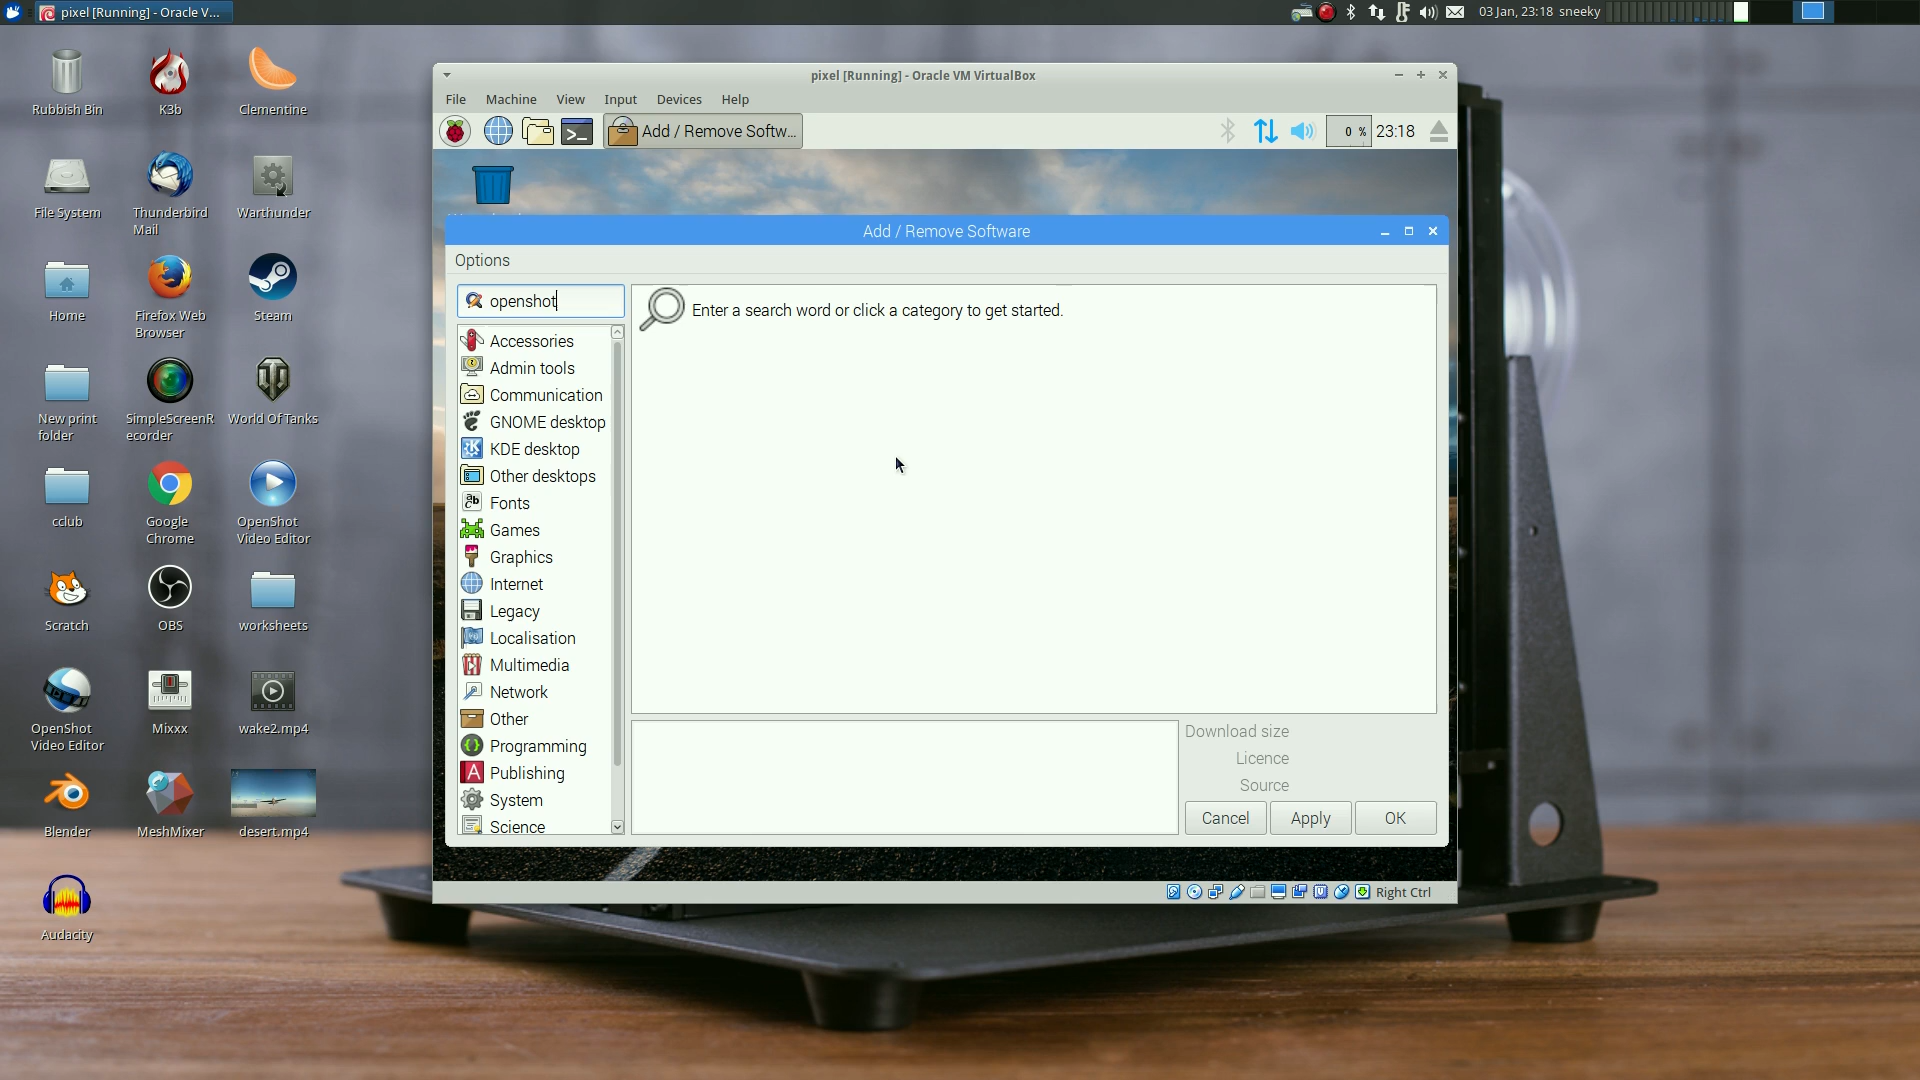 pixel [Running] - Oracle V...
03 Jan, 23:18 sneeky
Rubbish Bin
K3b
Clementine
File System
Thunderbird
Mail
Warthunder
Home
Firefox Web
Browser
Steam
New print
folder
SimpleScreenR
ecorder
World Of Tanks
cclub
Google
Chrome
OpenShot
Video Editor
Scratch
OBS
worksheets
OpenShot
Video Editor
Mixxx
wake2.mp4
Blender
MeshMixer
desert.mp4
Audacity
pixel [Running] - Oracle VM VirtualBox
File Machine View Input Devices Help
Add / Remove Softw...
0 % 23:18
Add / Remove Software
Options
openshot
Enter a search word or click a category to get started.
Accessories
Admin tools
Communication
GNOME desktop
KDE desktop
Other desktops
Fonts
Games
Graphics
Internet
Legacy
Localisation
Multimedia
Network
Other
Programming
Publishing
System
Science
Download size
Licence
Source
Cancel Apply OK
Right Ctrl